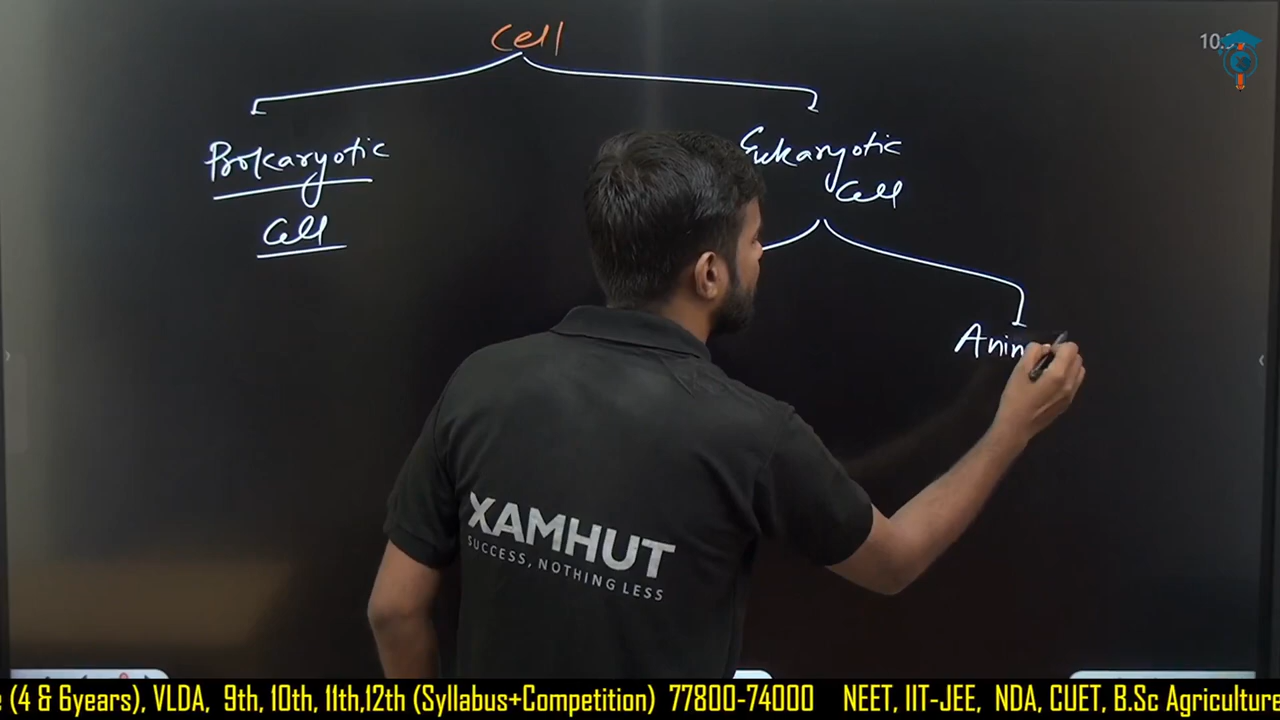 Cell
Prokaryotic
Cell
Eukaryotic
Cell
Anim
XAMHUT
SUCCESS, NOTHING LESS
(4 & 6years), VLDA, 9th, 10th, 11th,12th (Syllabus+Competition) 77800-74000 NEET, IIT-JEE, NDA, CUET, B.Sc Agriculture